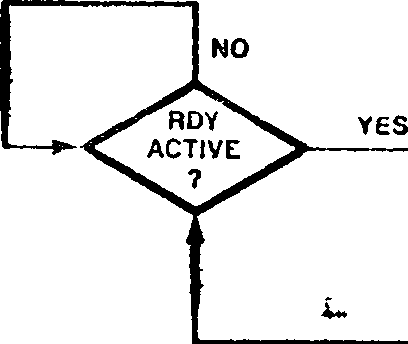 NO
RDY
ACTIVE
?
YES